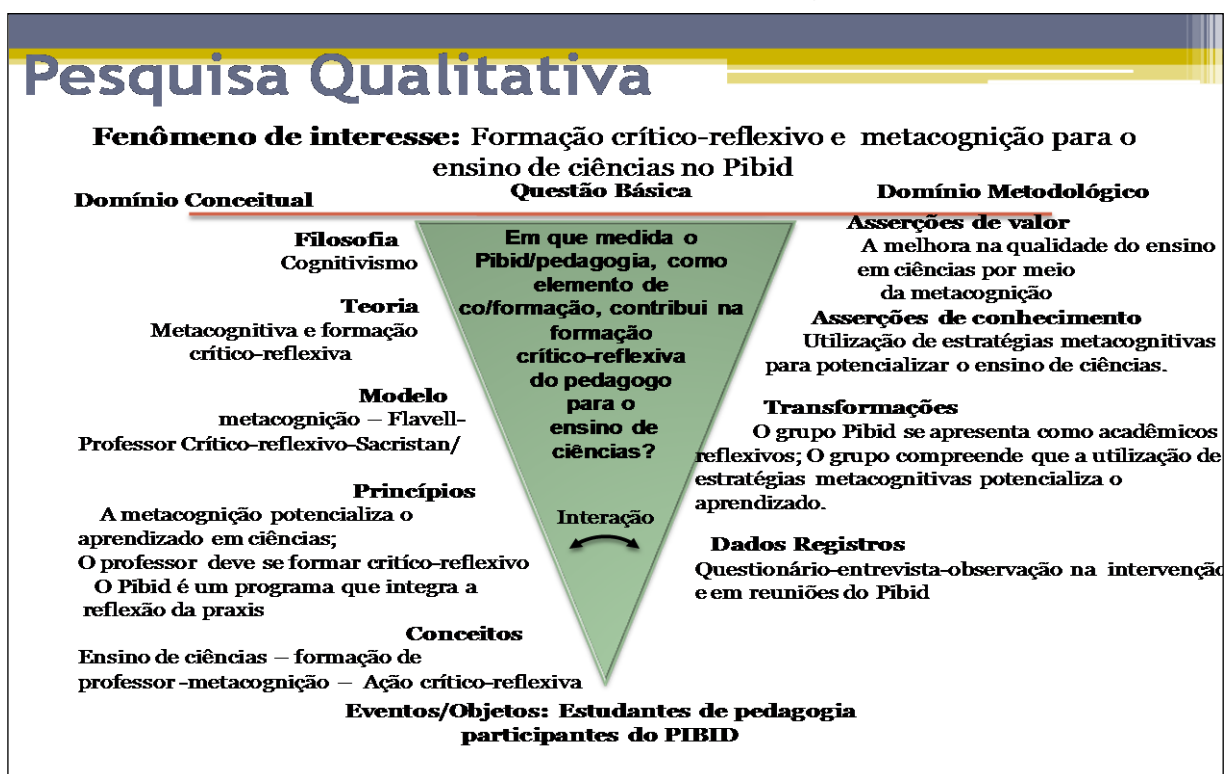 Pesquisa Qualitativa
Fenômeno de interesse: Formação crítico-reflexivo e metacognição para o
ensino de ciências no Pibid
Domínio Conceitual
Questão Básica
Domínio Metodológico
Filosofia
Cognitivismo
Teoria
Metacognitiva e formação
crítico-reflexiva
Modelo
metacognição – Flavell-
Professor Crítico-reflexivo-Sacristan/
Princípios
A metacognição potencializa o
aprendizado em ciências;
O professor deve se formar critíco-reflexivo
O Pibid é um programa que integra a
reflexão da praxis
Conceitos
Ensino de ciências – formação de
professor-metacognição – Ação crítico-reflexiva
Em que medida o
Pibid/pedagogia, como
elemento de
co/formação, contribui na
formação
crítico-reflexiva
do pedagogo
para o
ensino de
ciências?
Interação
Asserções de valor
A melhora na qualidade do ensino
em ciências por meio
da metacognição
Asserções de conhecimento
Utilização de estratégias metacognitivas
para potencializar o ensino de ciências.
Transformações
O grupo Pibid se apresenta como acadêmicos
reflexivos; O grupo compreende que a utilização de
estratégias metacognitivas potencializa o
aprendizado.
Dados Registros
Questionário-entrevista-observação na intervenção
e em reuniões do Pibid
Eventos/Objetos: Estudantes de pedagogia
participantes do PIBID